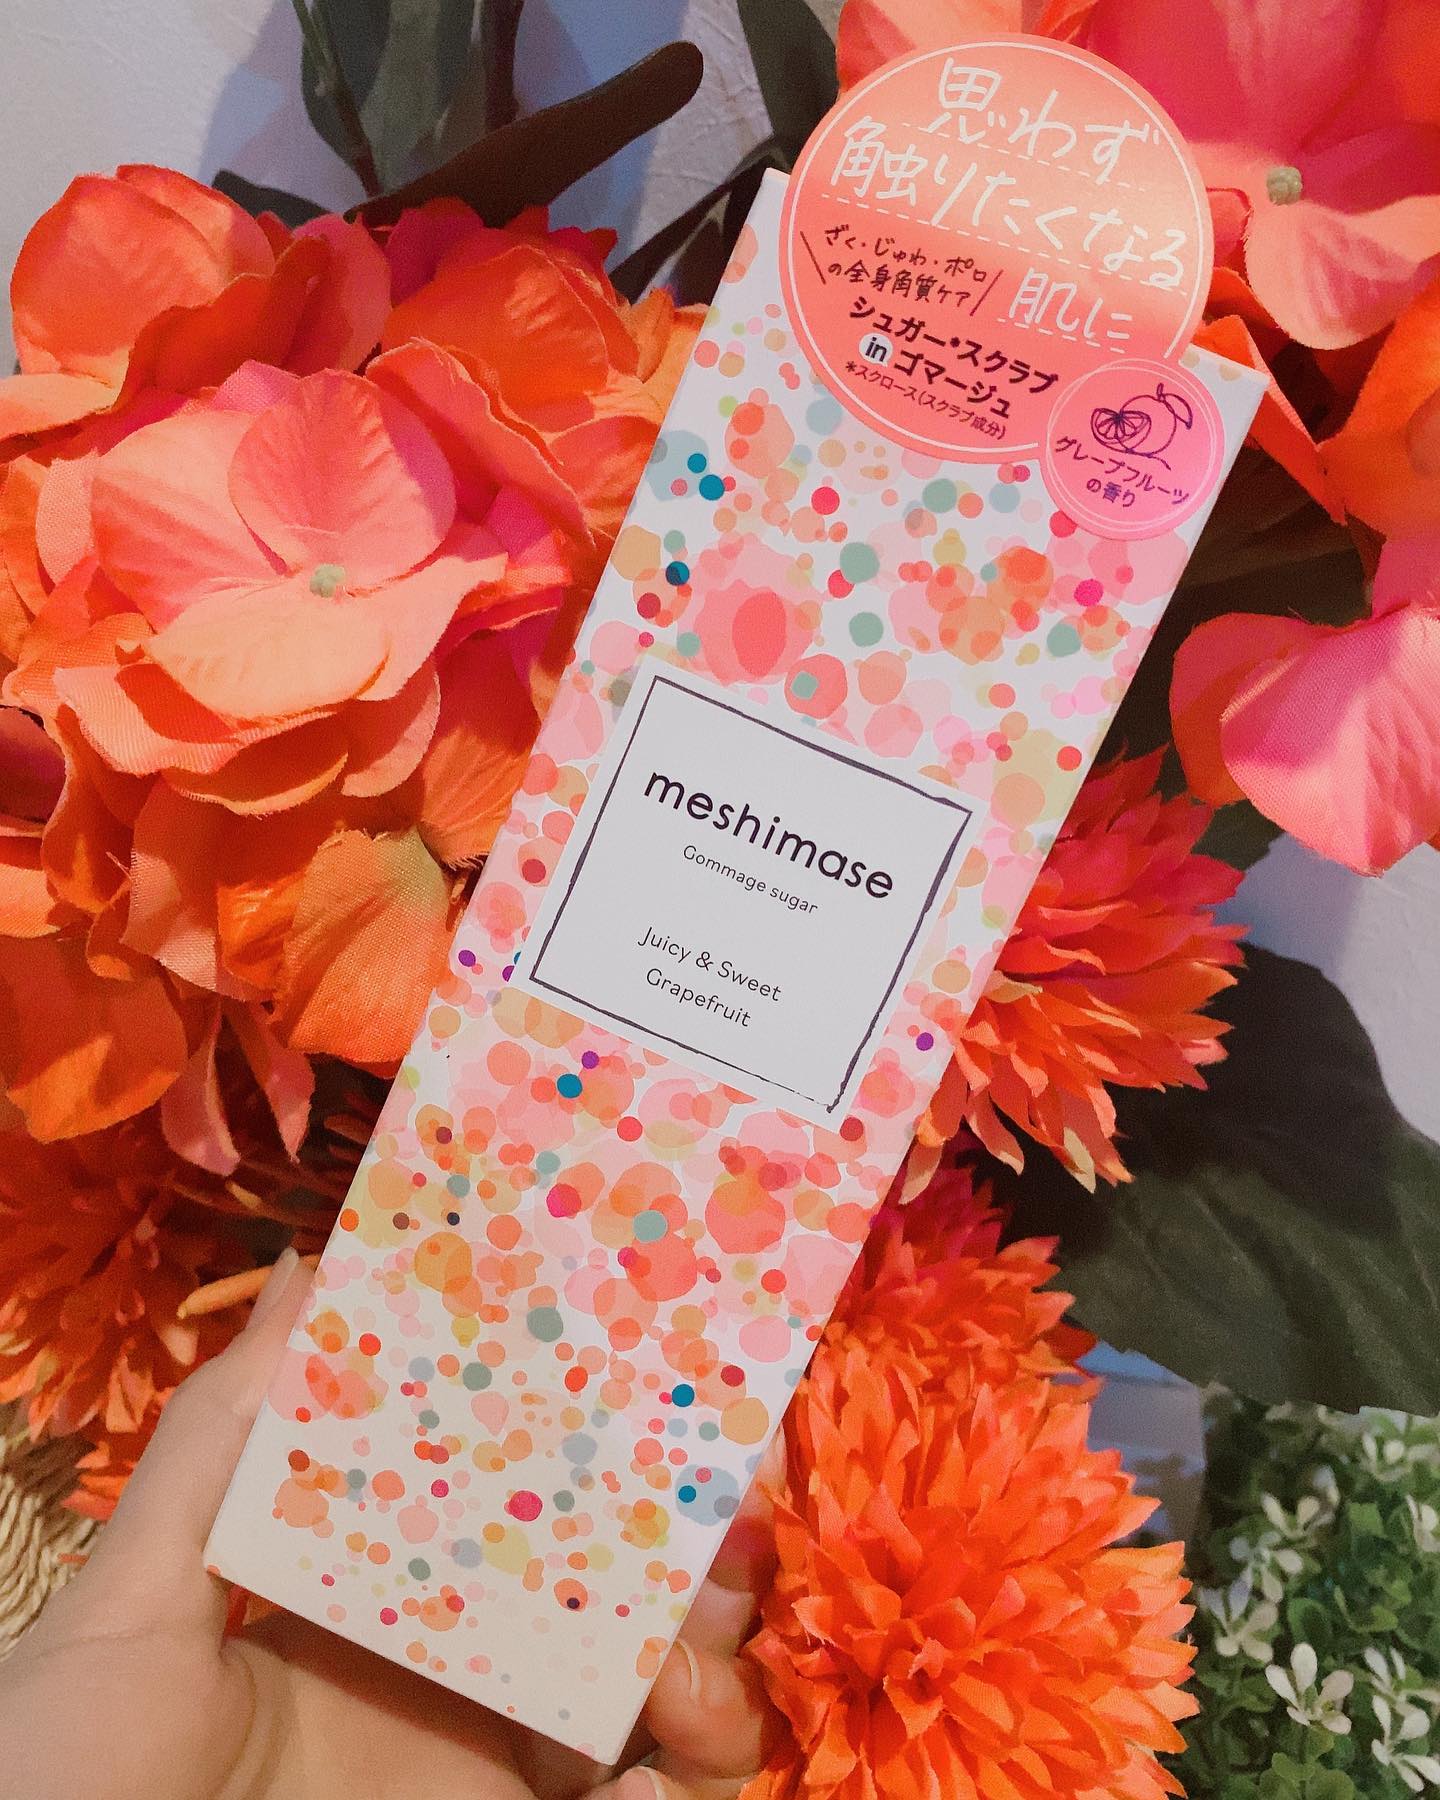 思わず
触りたくなる
肌に
ざく・じゅわ・ポロ
の全身角質ケア
シュガー*スクラブ
in ゴマージュ
*スクロース(スクラブ成分)
グレープフルーツ
の香り
meshimase
Gommage sugar
Juicy & Sweet
Grapefruit